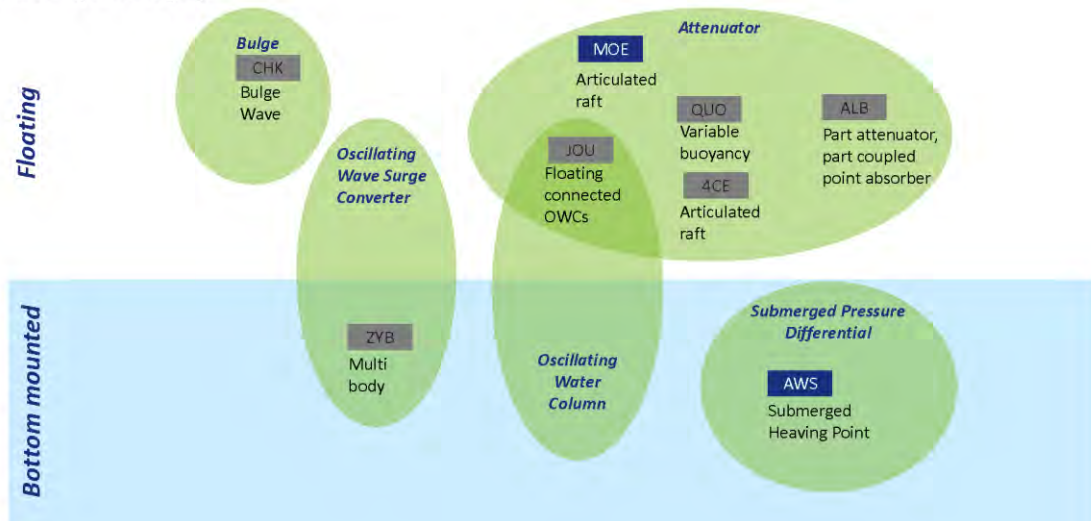 Floating
Bulge
CHK
Bulge
Wave
Oscillating
Wave Surge
Converter
Attenuator
MOE
Articulated
raft
QUO
Variable
buoyancy
ALB
Part attenuator,
part coupled
point absorber
JOU
Floating
connected
OWCs
4CE
Articulated
raft
Bottom mounted
ZYB
Multi
body
Oscillating
Water
Column
Submerged Pressure
Differential
AWS
Submerged
Heaving Point